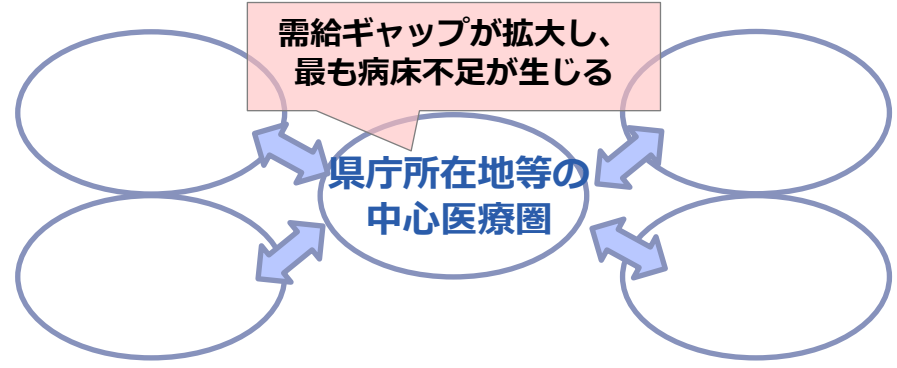 需給ギャップが拡大し、
最も病床不足が生じる
県庁所在地等の
中心医療圏